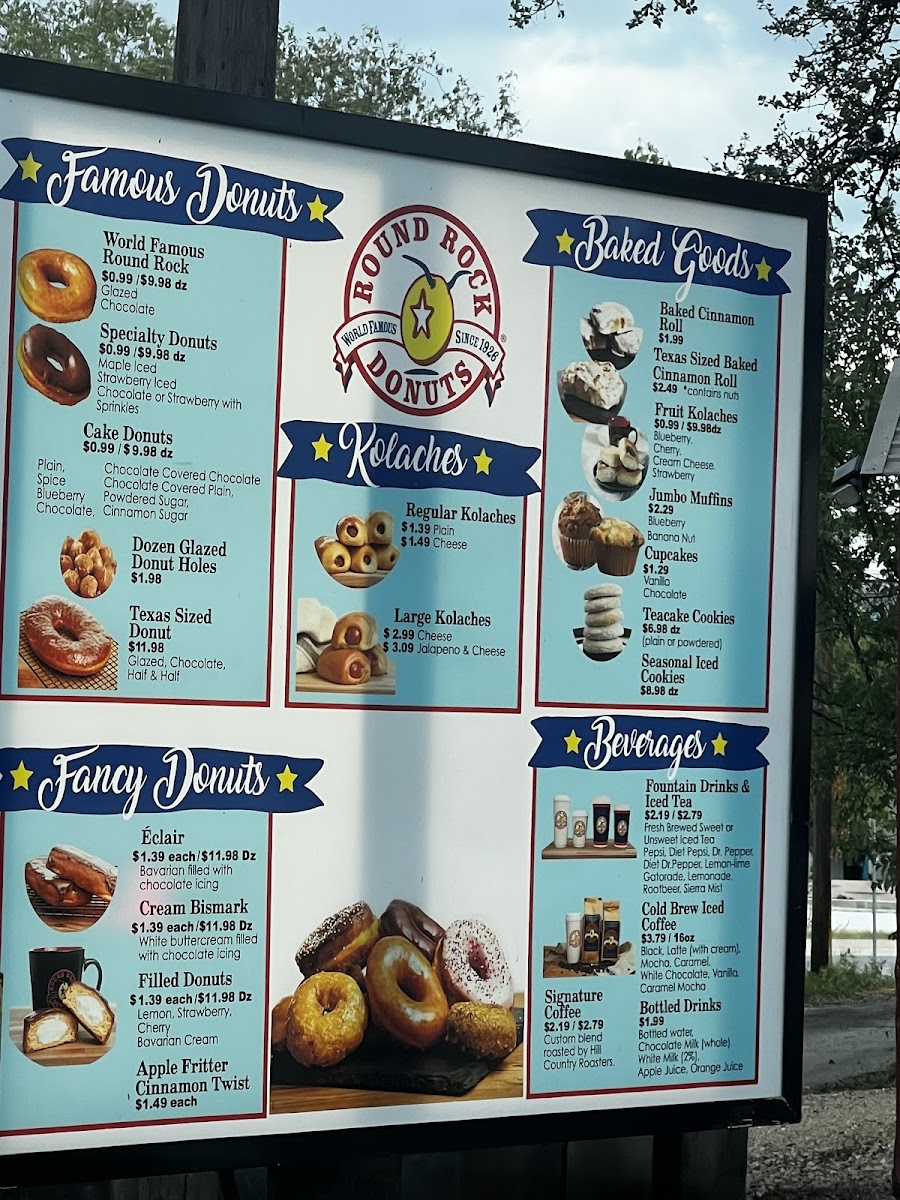 Famous Donuts
World Famous
Round Rock
$0.99 / $9.98 dz
Glazed
Chocolate
Specialty Donuts
$0.99 / $9.98 dz
Maple Iced
Strawberry Iced
Chocolate or Strawberry with
Sprinkles
Cake Donuts
$0.99 / $9.98 dz
Plain,
Spice
Blueberry
Chocolate,
Chocolate Covered Chocolate
Chocolate Covered Plain,
Powdered Sugar,
Cinnamon Sugar
Dozen Glazed
Donut Holes
$1.98
Texas Sized
Donut
$11.98
Glazed, Chocolate,
Half & Half
ROUND ROCK
WORLD FAMOUS
SINCE 1926
DONUTS
®
Kolaches
Regular Kolaches
$1.39 Plain
$1.49 Cheese
Large Kolaches
$ 2.99 Cheese
$ 3.09 Jalapeno & Cheese
Baked Goods
Baked Cinnamon
Roll
$1.99
Texas Sized Baked
Cinnamon Roll
$2.49 *contains nuts
Fruit Kolaches
$0.99 / $9.98dz
Blueberry,
Cherry,
Cream Cheese,
Strawberry
Jumbo Muffins
$2.29
Blueberry
Banana Nut
Cupcakes
$1.29
Vanilla
Chocolate
Teacake Cookies
$6.98 dz
(plain or powdered)
Seasonal Iced
Cookies
$8.98 dz
Fancy Donuts
Éclair
$1.39 each/$11.98 Dz
Bavarian filled with
chocolate icing
Cream Bismark
$1.39 each/$11.98 Dz
White buttercream filled
with chocolate icing
Filled Donuts
$1.39 each/$11.98 Dz
Lemon, Strawberry,
Cherry
Bavarian Cream
Apple Fritter
Cinnamon Twist
$1.49 each
Beverages
Fountain Drinks &
Iced Tea
$2.19 / $2.79
Fresh Brewed Sweet or
Unsweet Iced Tea
Pepsi, Diet Pepsi, Dr. Pepper,
Diet Dr.Pepper, Lemon-lime
Gatorade, Lemonade,
Rootbeer, Sierra Mist
Cold Brew Iced
Coffee
$3.79 / 16oz
Black, Latte (with cream),
Mocha, Caramel,
White Chocolate, Vanilla,
Caramel Mocha
Signature
Coffee
$2.19 / $2.79
Custom blend
roasted by Hill
Country Roasters.
Bottled Drinks
$1.99
Bottled water,
Chocolate Milk (whole)
White Milk (2%),
Apple Juice, Orange Juice